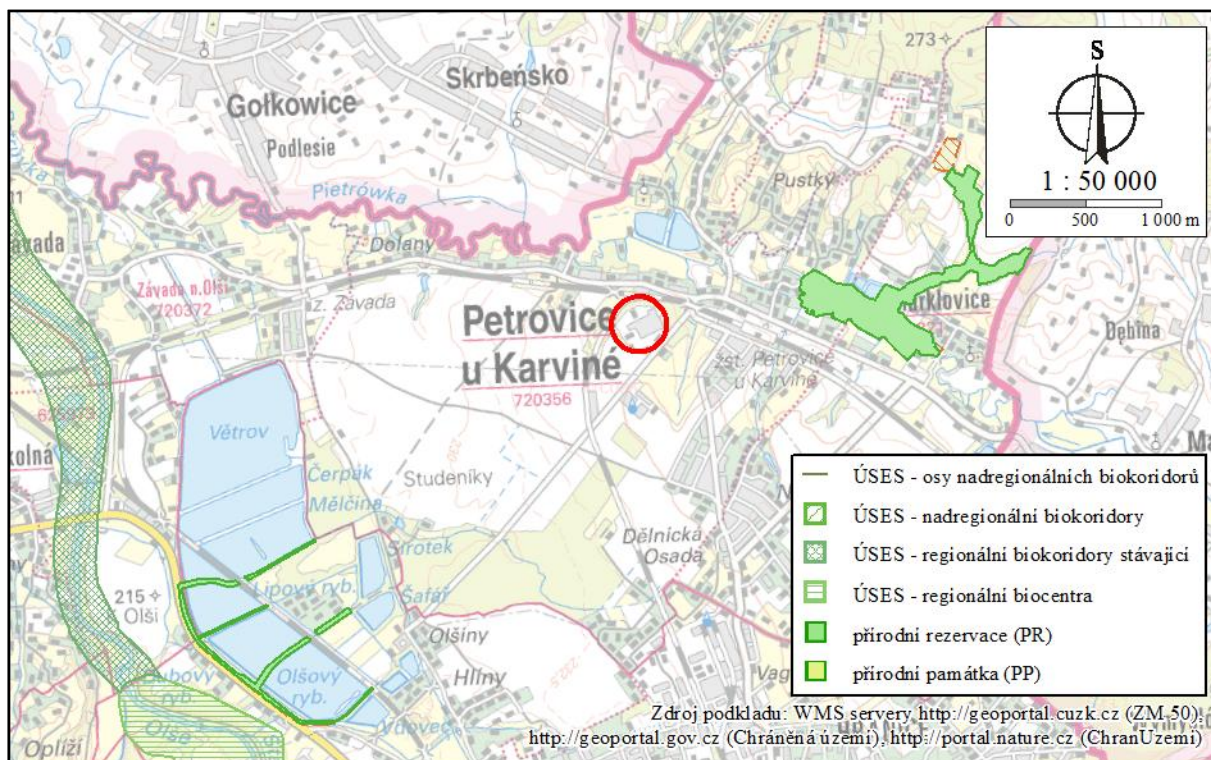 273
S
1 : 50 000
0 500 1 000 m
Skrbeńsko
Gołkowice
Podlesie
Pietrówka
Pustky
Dolany
Závada n.Olší
720372
z. Závada
Petrovice
u Karviné
720356
žst. Petrovice
u Karviné
Dębina
Větrov
Čerpák
Mělčina
Studeníky
Sírotek
Šafář
Lipový ryb.
Dělnická
Osada
215
Olší
Olšiny
Hlíny
Olšový
ryb.
Oplíží
ÚSES - osy nadregionálních biokoridorů
ÚSES - nadregionální biokoridory
ÚSES - regionální biokoridory stávající
ÚSES - regionální biocentra
přírodní rezervace (PR)
přírodní památka (PP)
Zdroj podkladu: WMS servery http://geoportal.cuzk.cz (ZM 50),
http://geoportal.gov.cz (Chráněná území), http://portal.nature.cz (ChranUzemi)